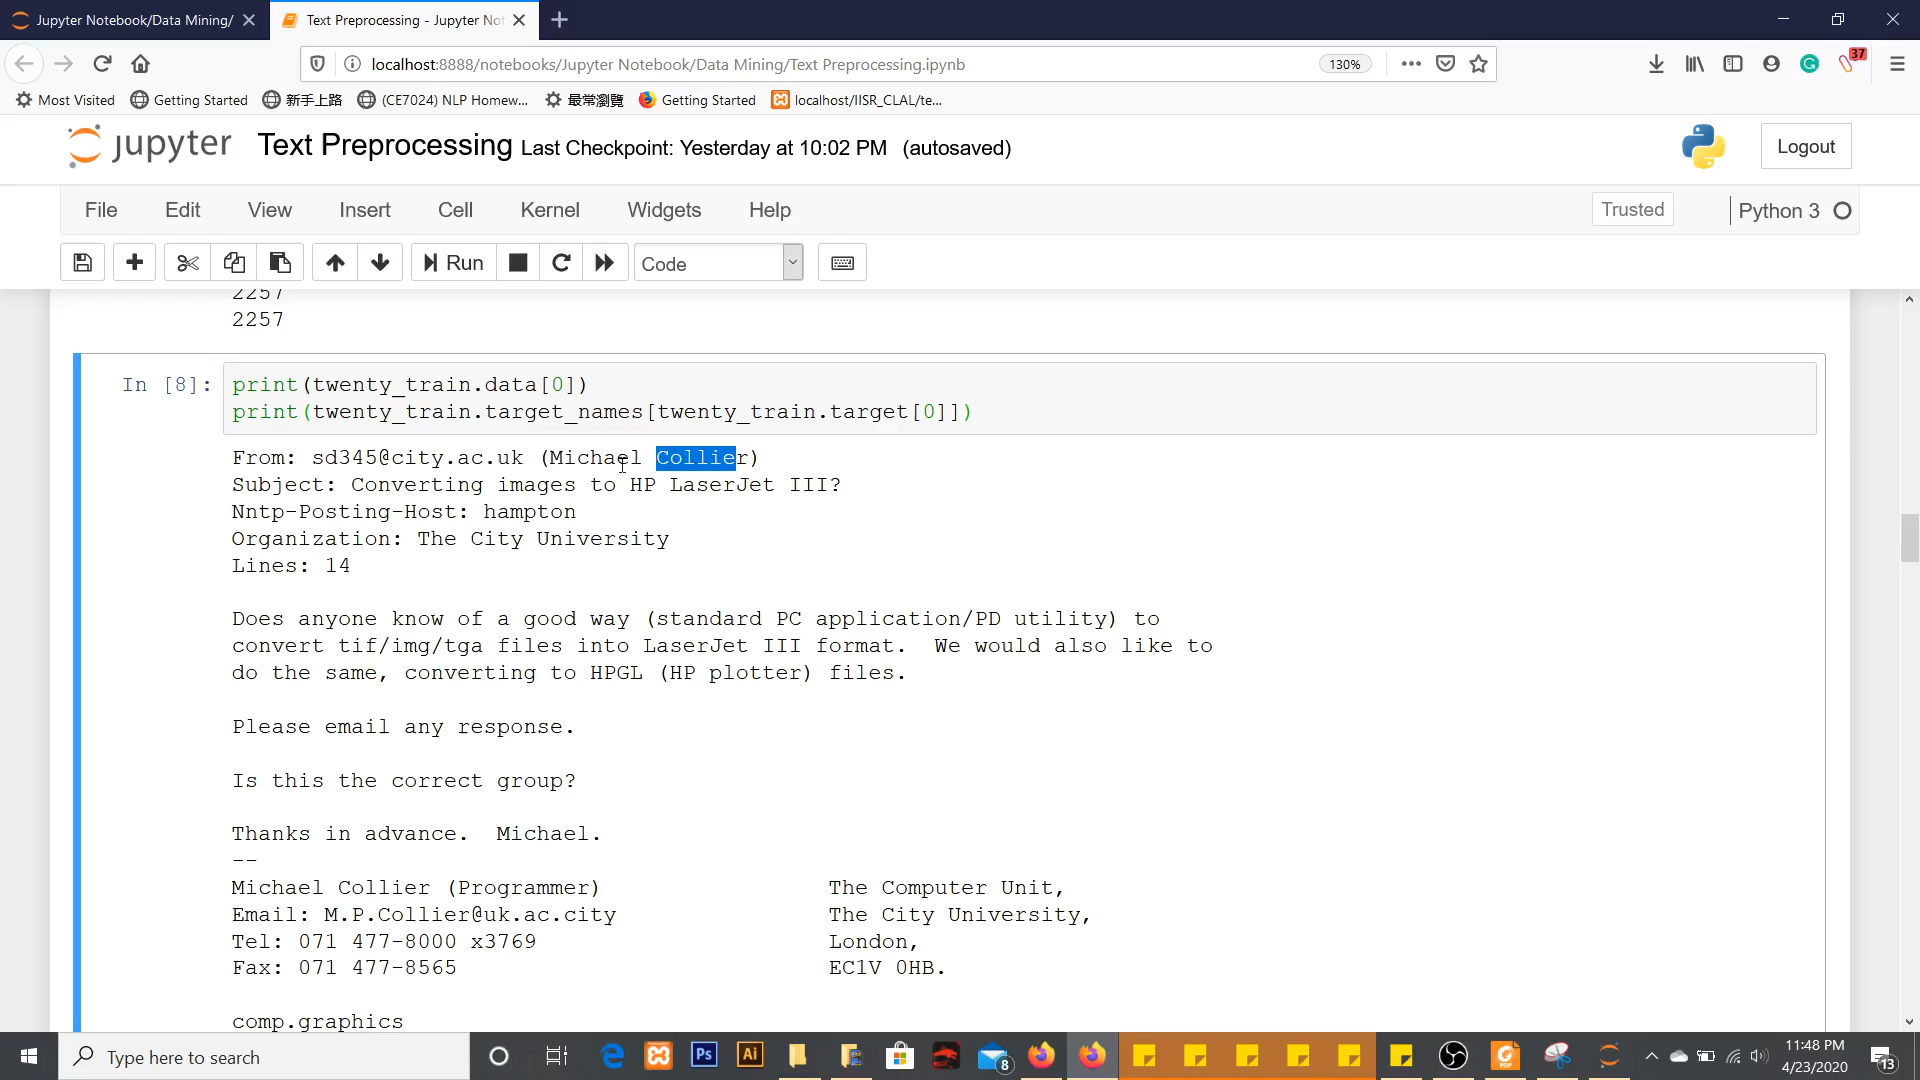 Jupyter Notebook/Data Mining/
Text Preprocessing - Jupyter No
localhost:8888/notebooks/Jupyter Notebook/Data Mining/Text Preprocessing.ipynb
130%
37
Most Visited
Getting Started
新手上路
(CE7024) NLP Homew...
最常瀏覽
Getting Started
localhost/IISR_CLAL/te...
jupyter
Text Preprocessing Last Checkpoint: Yesterday at 10:02 PM (autosaved)
Logout
File Edit View Insert Cell Kernel Widgets Help
Trusted
Python 3
Run
Code
2257
2257
In [8]:
print(twenty_train.data[0])
print(twenty_train.target_names[twenty_train.target[0]])
From: sd345@city.ac.uk (Michael Collier)
Subject: Converting images to HP LaserJet III?
Nntp-Posting-Host: hampton
Organization: The City University
Lines: 14
Does anyone know of a good way (standard PC application/PD utility) to
convert tif/img/tga files into LaserJet III format.  We would also like to
do the same, converting to HPGL (HP plotter) files.
Please email any response.
Is this the correct group?
Thanks in advance.  Michael.
--
Michael Collier (Programmer) The Computer Unit,
Email: M.P.Collier@uk.ac.city The City University,
Tel: 071 477-8000 x3769 London,
Fax: 071 477-8565 EC1V 0HB.
comp.graphics
Type here to search
Ps
Ai
8
11:48 PM
4/23/2020
13